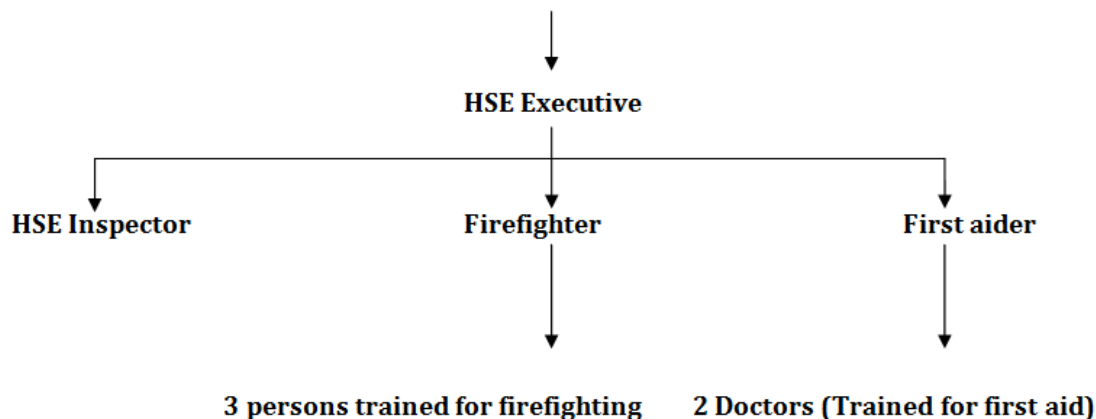 HSE Executive
HSE Inspector
Firefighter
First aider
3 persons trained for firefighting
2 Doctors (Trained for first aid)